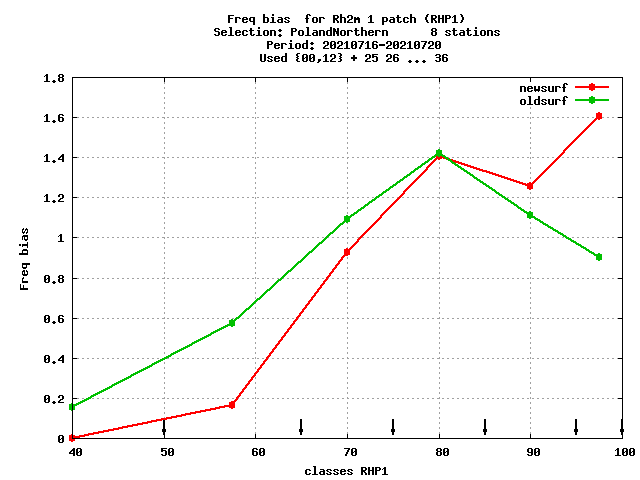 Freq bias  for Rh2m 1 patch (RHP1)
Selection: PolandNorthern      8 stations
Period: 20210716-20210720
Used {00,12} + 25 26 ... 36
newsurf
oldsurf
1.8
1.6
1.4
1.2
1
0.8
0.6
0.4
0.2
0
Freq bias
40 50 60 70 80 90 100
classes RHP1